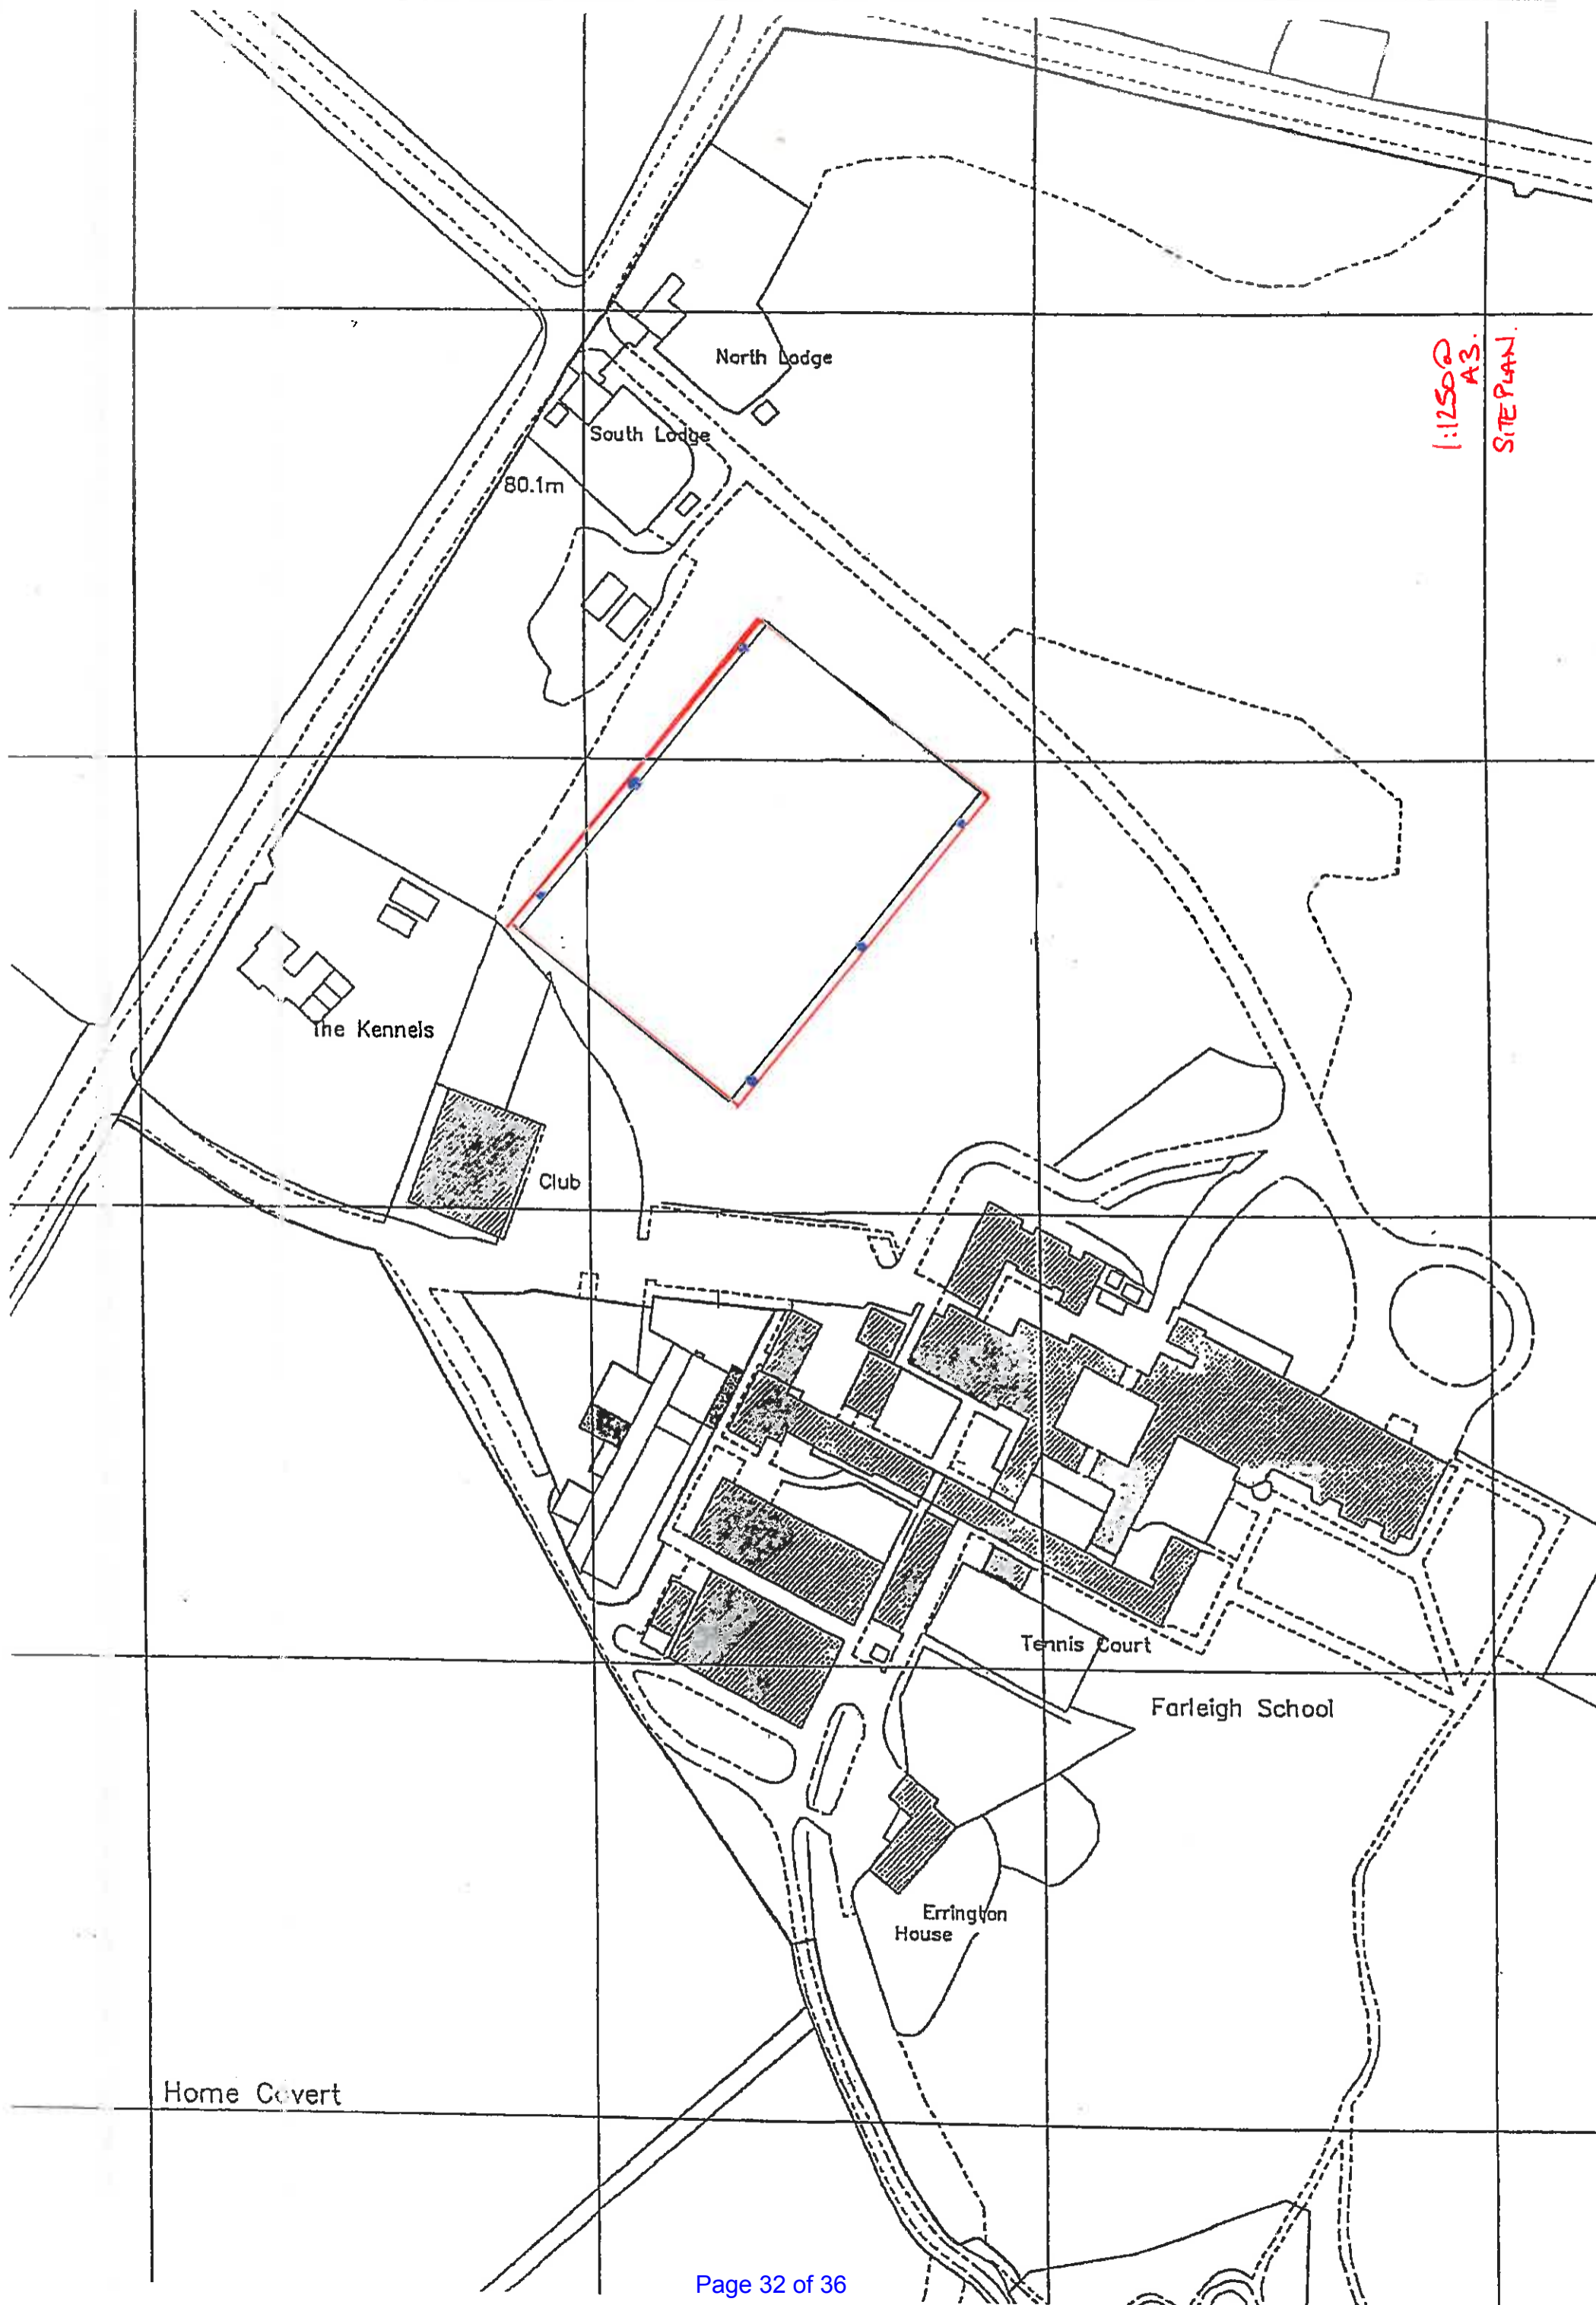 North Lodge
1:1250@
A3.
SITE PLAN.
South Lodge
80.1m
The Kennels
Club
Tennis Court
Farleigh School
Errington
House
Home Covert
Page 32 of 36